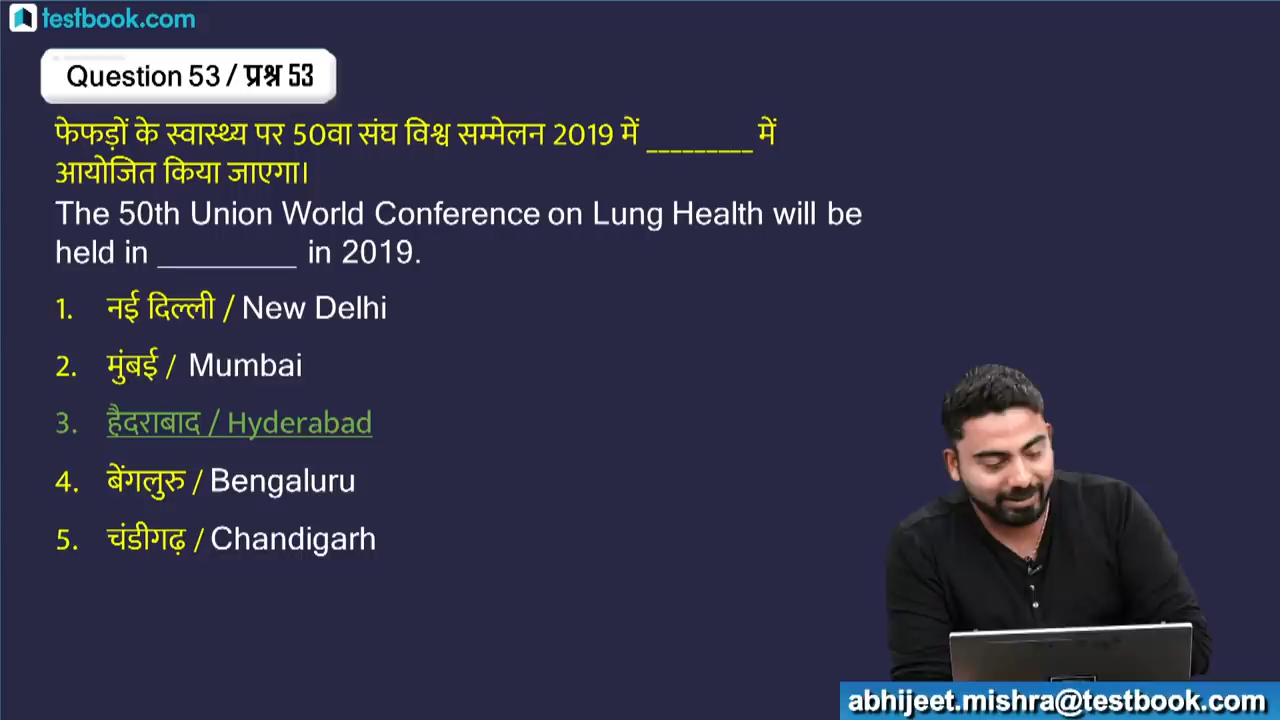 testbook.com
Question 53 / प्रश्न 53
फेफड़ों के स्वास्थ्य पर 50वा संघ विश्व सम्मेलन 2019 में _________ में
आयोजित किया जाएगा।
The 50th Union World Conference on Lung Health will be
held in ________ in 2019.
1. नई दिल्ली / New Delhi
2. मुंबई / Mumbai
3. हैदराबाद / Hyderabad
4. बेंगलुरु / Bengaluru
5. चंडीगढ़ / Chandigarh
abhijeet.mishra@testbook.com